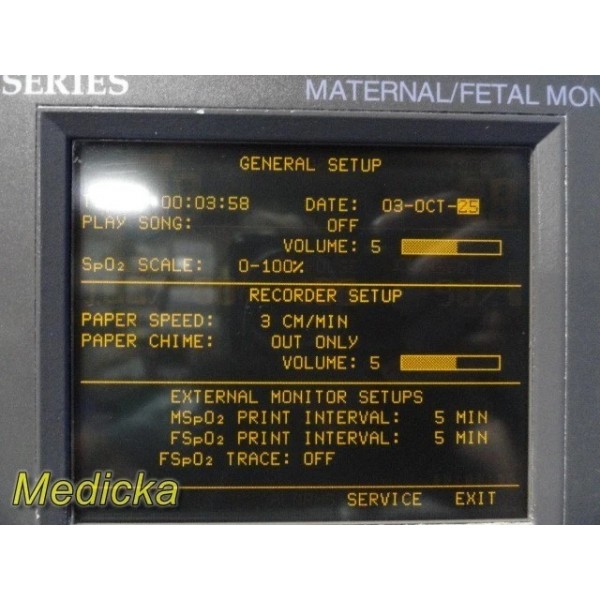 SERIES
MATERNAL/FETAL MON
GENERAL SETUP
00:03:58 DATE: 03-OCT-25
PLAY SONG: OFF
VOLUME: 5
SpO2 SCALE: 0-100%
RECORDER SETUP
PAPER SPEED: 3 CM/MIN
PAPER CHIME: OUT ONLY
VOLUME: 5
EXTERNAL MONITOR SETUPS
MSpO2 PRINT INTERVAL: 5 MIN
FSpO2 PRINT INTERVAL: 5 MIN
FSpO2 TRACE: OFF
SERVICE EXIT
Medicka